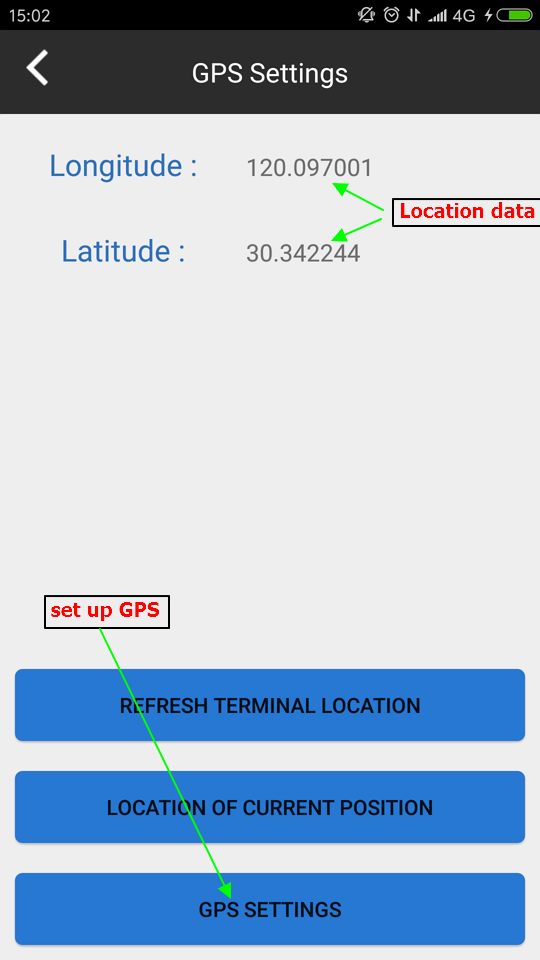 15:02 4G
GPS Settings
Longitude : 120.097001
Location data
Latitude : 30.342244
set up GPS
REFRESH TERMINAL LOCATION
LOCATION OF CURRENT POSITION
GPS SETTINGS